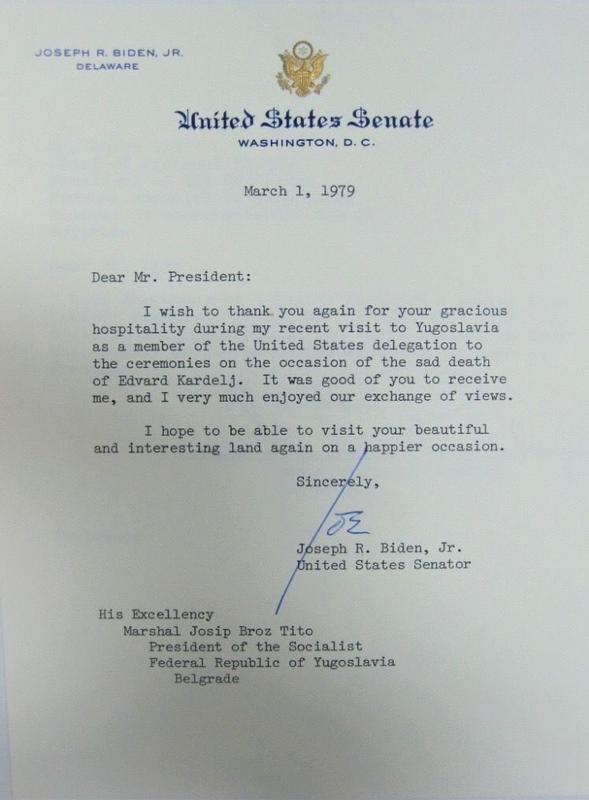 JOSEPH R. BIDEN, JR.
DELAWARE
United States Senate
WASHINGTON, D. C.
March 1, 1979
Dear Mr. President:
I wish to thank you again for your gracious
hospitality during my recent visit to Yugoslavia
as a member of the United States delegation to
the ceremonies on the occasion of the sad death
of Edvard Kardelj. It was good of you to receive
me, and I very much enjoyed our exchange of views.
I hope to be able to visit your beautiful
and interesting land again on a happier occasion.
Sincerely,
Joe
Joseph R. Biden, Jr.
United States Senator
His Excellency
Marshal Josip Broz Tito
President of the Socialist
Federal Republic of Yugoslavia
Belgrade